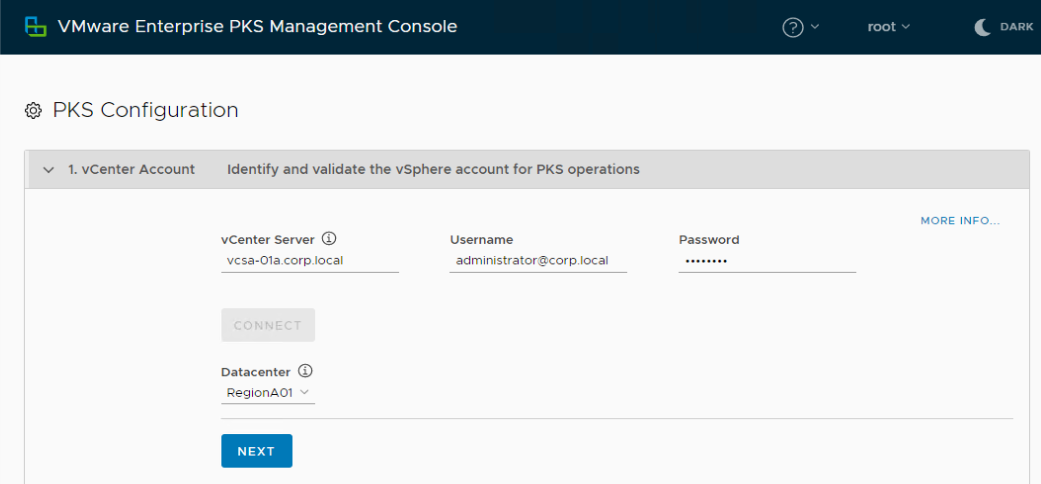 VMware Enterprise PKS Management Console
?
root
DARK
PKS Configuration
1. vCenter Account Identify and validate the vSphere account for PKS operations
MORE INFO...
vCenter Server Username Password
vcsa-01a.corp.local administrator@corp.local ••••••••
CONNECT
Datacenter
RegionA01
NEXT